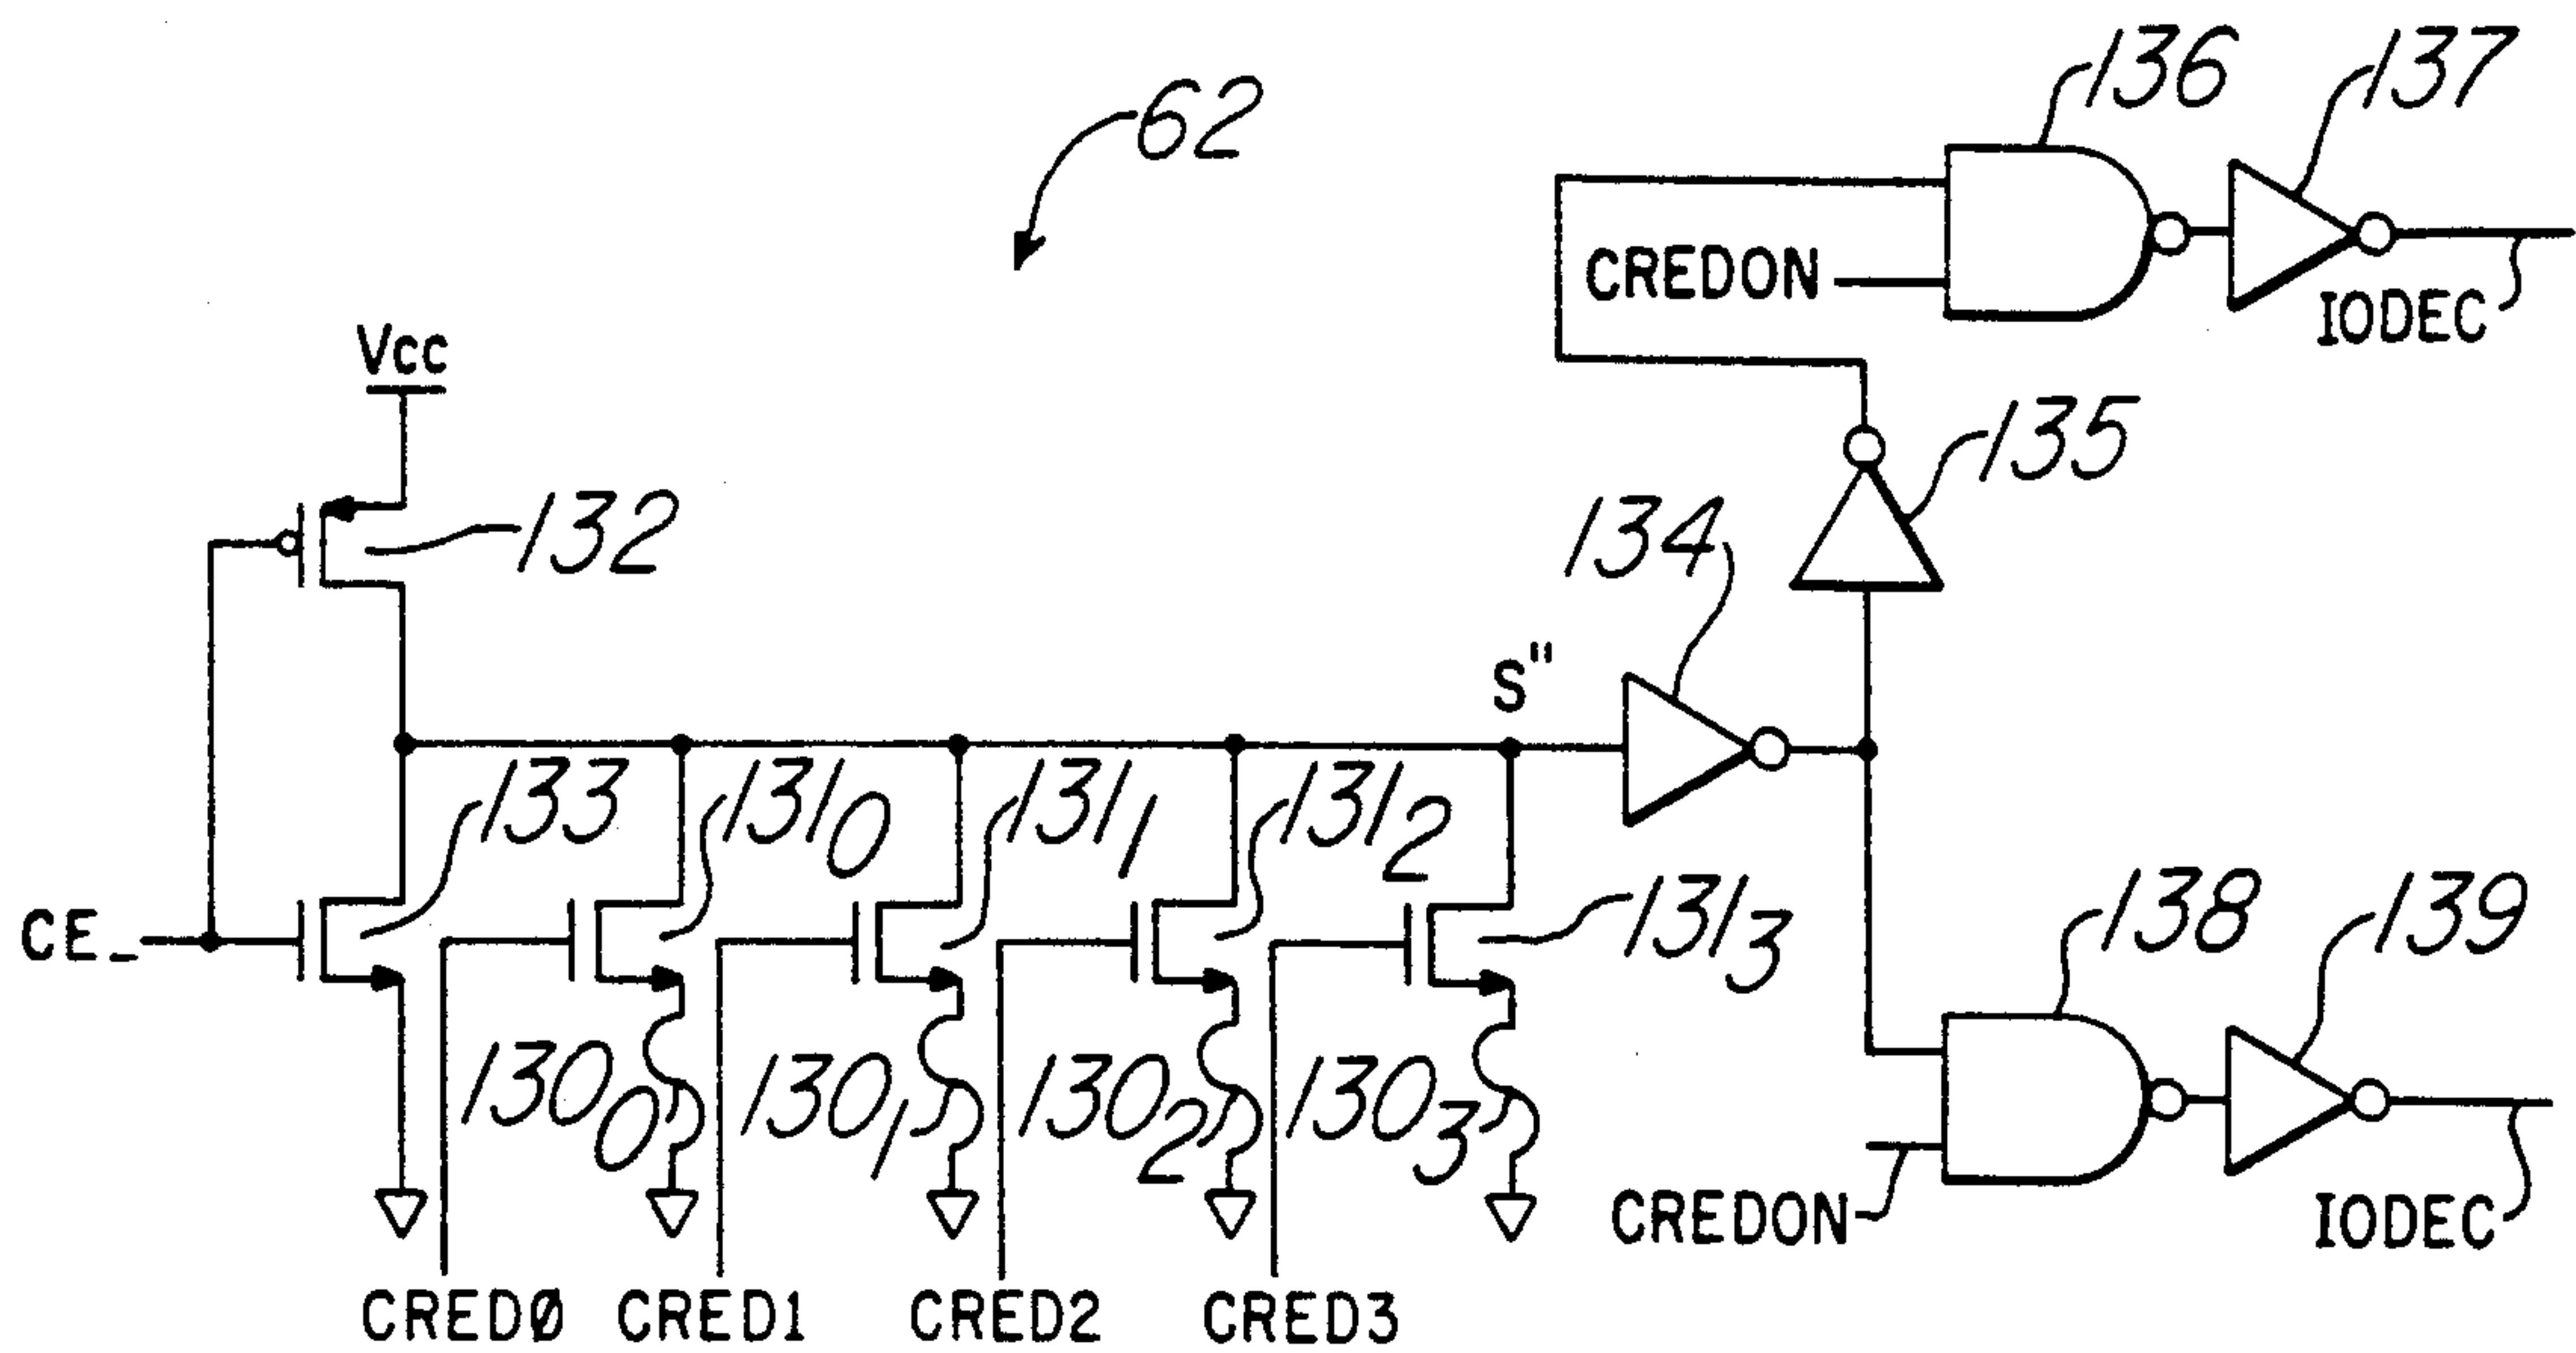 62
136
137
CREDON
IODEC
Vcc
132
135
134
S"
133
131₀
131₁
131₂
131₃
CE_
138
139
130₀
130₁
130₂
130₃
CREDON
IODEC
CREDØ
CRED1
CRED2
CRED3